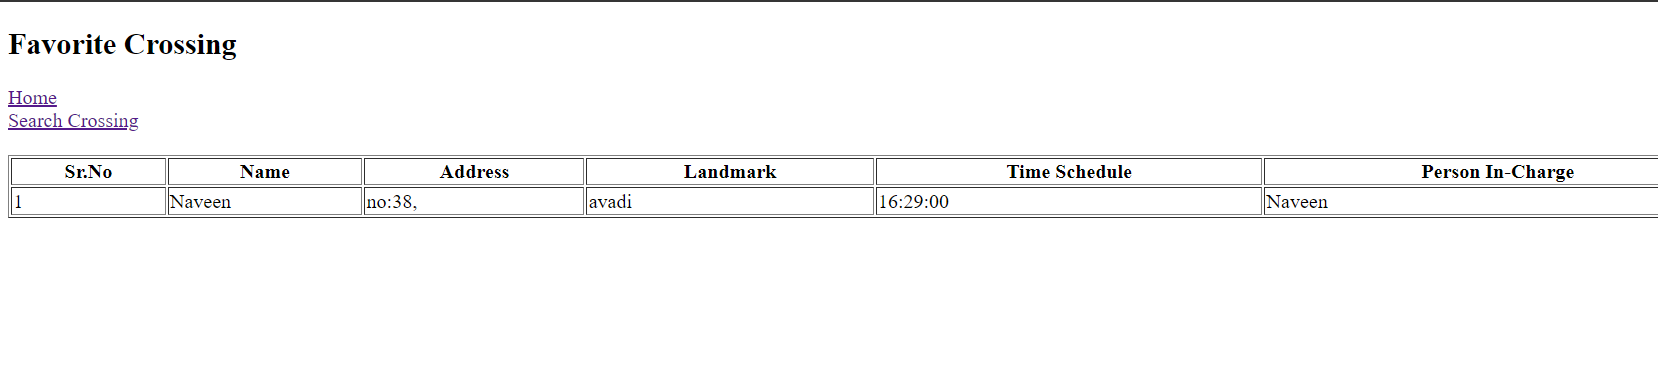 Favorite Crossing
Home
Search Crossing
Sr.No Name Address Landmark Time Schedule Person In-Charge
1 Naveen no:38, avadi 16:29:00 Naveen